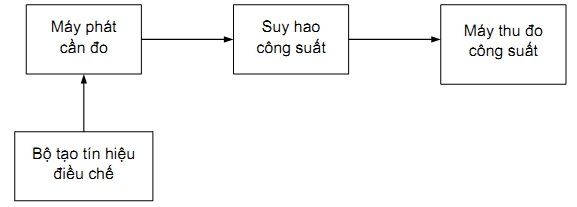 Máy phát
cần đo
Suy hao
công suất
Máy thu đo
công suất
Bộ tạo tín hiệu
điều chế